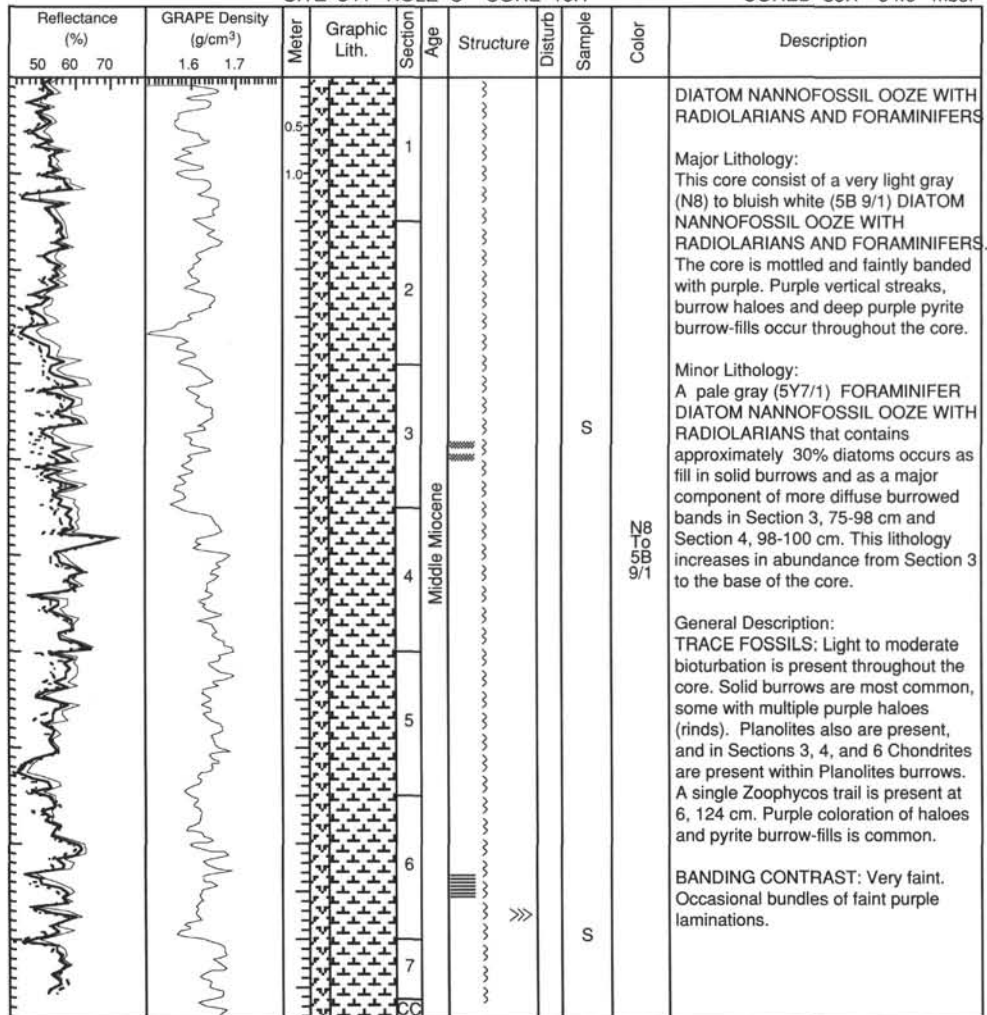 Reflectance
(%)
50 60 70
GRAPE Density
(g/cm³)
1.6 1.7
Meter
Graphic
Lith.
Section
Age
Structure
Disturb
Sample
Color
Description
0.5
1.0
1
2
3
4
5
6
7
CC
Middle Miocene
S
S
N8
To
5B
9/1
DIATOM NANNOFOSSIL OOZE WITH
RADIOLARIANS AND FORAMINIFERS
Major Lithology:
This core consist of a very light gray
(N8) to bluish white (5B 9/1) DIATOM
NANNOFOSSIL OOZE WITH
RADIOLARIANS AND FORAMINIFERS.
The core is mottled and faintly banded
with purple. Purple vertical streaks,
burrow haloes and deep purple pyrite
burrow-fills occur throughout the core.
Minor Lithology:
A pale gray (5Y7/1) FORAMINIFER
DIATOM NANNOFOSSIL OOZE WITH
RADIOLARIANS that contains
approximately 30% diatoms occurs as
fill in solid burrows and as a major
component of more diffuse burrowed
bands in Section 3, 75-98 cm and
Section 4, 98-100 cm. This lithology
increases in abundance from Section 3
to the base of the core.
General Description:
TRACE FOSSILS: Light to moderate
bioturbation is present throughout the
core. Solid burrows are most common,
some with multiple purple haloes
(rinds). Planolites also are present,
and in Sections 3, 4, and 6 Chondrites
are present within Planolites burrows.
A single Zoophycos trail is present at
6, 124 cm. Purple coloration of haloes
and pyrite burrow-fills is common.
BANDING CONTRAST: Very faint.
Occasional bundles of faint purple
laminations.